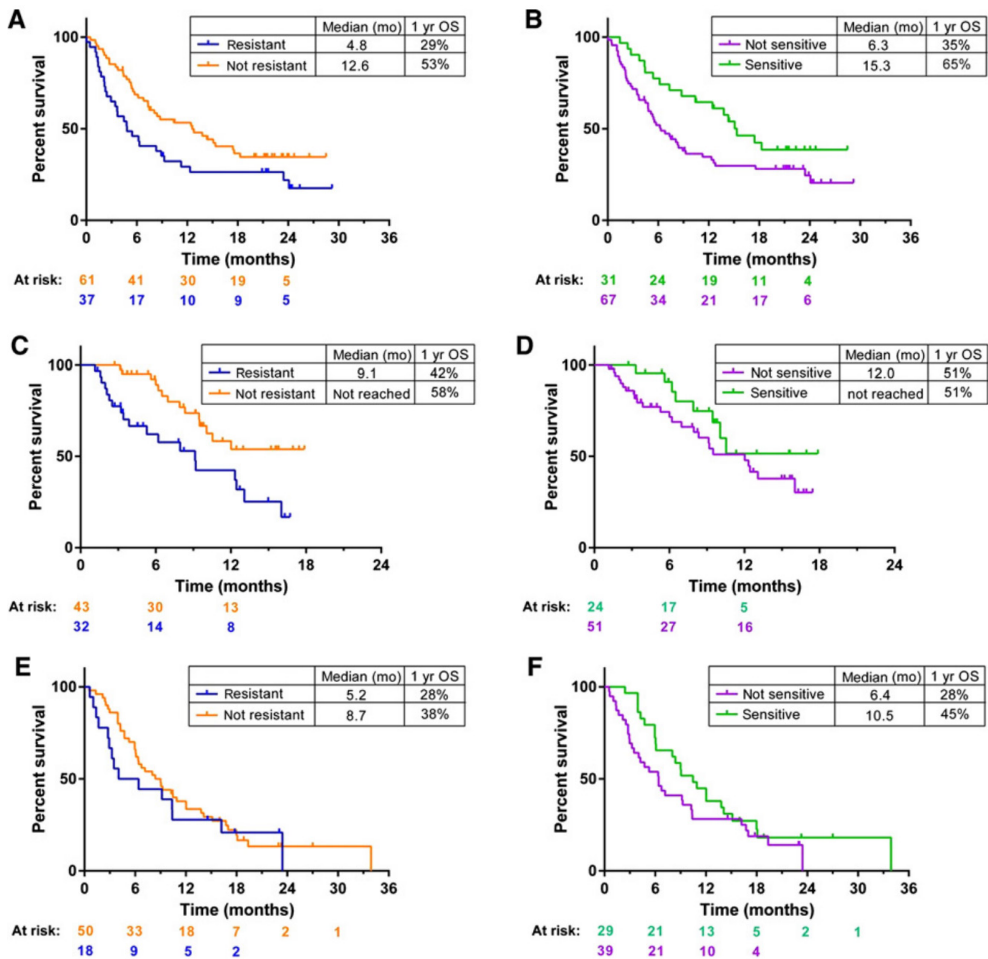 A
Median (mo) 1 yr OS
Resistant 4.8 29%
Not resistant 12.6 53%
Percent survival
100
50
0
0 6 12 18 24 30 36
Time (months)
At risk: 61 41 30 19 5
37 17 10 9 5
B
Median (mo) 1 yr OS
Not sensitive 6.3 35%
Sensitive 15.3 65%
Percent survival
100
50
0
0 6 12 18 24 30 36
Time (months)
At risk: 31 24 19 11 4
67 34 21 17 6
C
Median (mo) 1 yr OS
Resistant 9.1 42%
Not resistant Not reached 58%
Percent survival
100
50
0
0 6 12 18 24
Time (months)
At risk: 43 30 13
32 14 8
D
Median (mo) 1 yr OS
Not sensitive 12.0 51%
Sensitive not reached 51%
Percent survival
100
50
0
0 6 12 18 24
Time (months)
At risk: 24 17 5
51 27 16
E
Median (mo) 1 yr OS
Resistant 5.2 28%
Not resistant 8.7 38%
Percent survival
100
50
0
0 6 12 18 24 30 36
Time (months)
At risk: 50 33 18 7 2 1
18 9 5 2
F
Median (mo) 1 yr OS
Not sensitive 6.4 28%
Sensitive 10.5 45%
Percent survival
100
50
0
0 6 12 18 24 30 36
Time (months)
At risk: 29 21 13 5 2 1
39 21 10 4